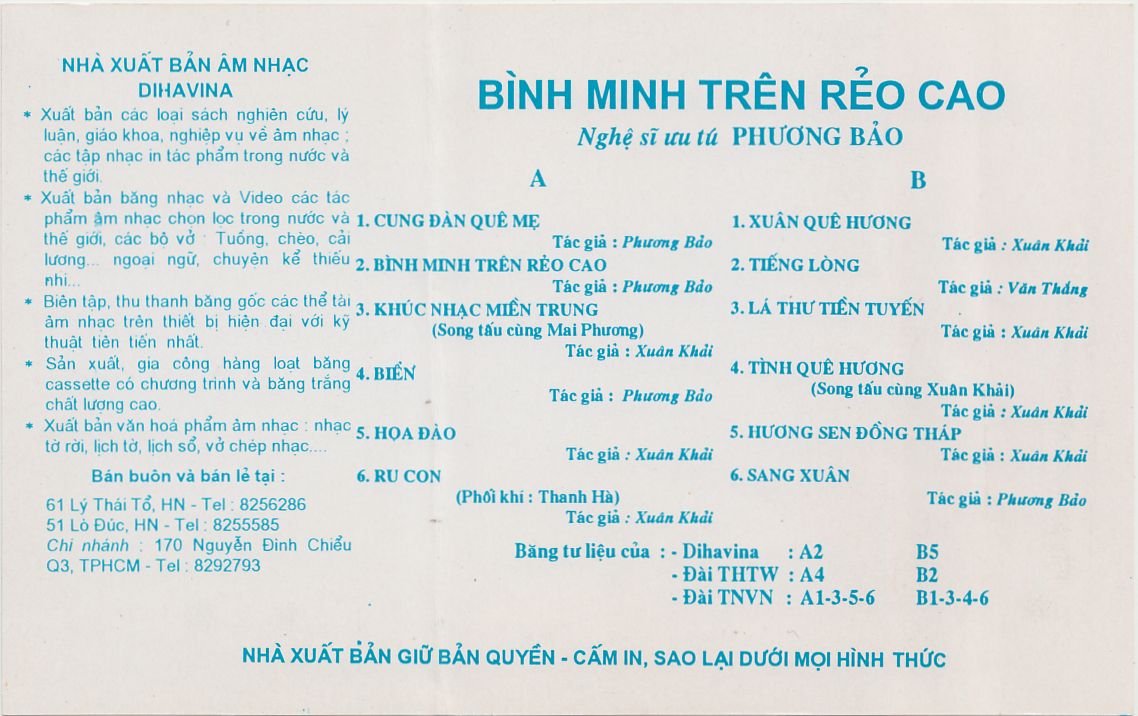 NHÀ XUẤT BẢN ÂM NHẠC
DIHAVINA
* Xuất bản các loại sách nghiên cứu, lý
luận, giáo khoa, nghiệp vụ về âm nhạc ;
các tập nhạc in tác phẩm trong nước và
thế giới.
* Xuất bản băng nhạc và Video các tác
phẩm âm nhạc chọn lọc trong nước và
thế giới, các bộ vở : Tuồng, chèo, cải
lương... ngoại ngữ, chuyện kể thiếu
nhi...
* Biên tập, thu thanh băng gốc các thể tài
âm nhạc trên thiết bị hiện đại với kỹ
thuật tiên tiến nhất.
* Sản xuất, gia công hàng loạt băng
cassette có chương trình và băng trắng
chất lượng cao.
* Xuất bản văn hoá phẩm âm nhạc : nhạc
tờ rời, lịch tờ, lịch sổ, vở chép nhạc....
Bán buôn và bán lẻ tại :
61 Lý Thái Tổ, HN - Tel : 8256286
51 Lò Đúc, HN - Tel : 8255585
Chi nhánh : 170 Nguyễn Đình Chiểu
Q3, TPHCM - Tel : 8292793
BÌNH MINH TRÊN RẺO CAO
Nghệ sĩ ưu tú PHƯƠNG BẢO
A
1. CUNG ĐÀN QUÊ MẸ
Tác giả : Phương Bảo
2. BÌNH MINH TRÊN RẺO CAO
Tác giả : Phương Bảo
3. KHÚC NHẠC MIỀN TRUNG
(Song tấu cùng Mai Phương)
Tác giả : Xuân Khải
4. BIỂN
Tác giả : Phương Bảo
5. HỌA ĐÀO
Tác giả : Xuân Khải
6. RU CON
(Phối khí : Thanh Hà)
Tác giả : Xuân Khải
B
1. XUÂN QUÊ HƯƠNG
Tác giả : Xuân Khải
2. TIẾNG LÒNG
Tác giả : Văn Thắng
3. LÁ THƯ TIỀN TUYẾN
Tác giả : Xuân Khải
4. TÌNH QUÊ HƯƠNG
(Song tấu cùng Xuân Khải)
Tác giả : Xuân Khải
5. HƯƠNG SEN ĐỒNG THÁP
Tác giả : Xuân Khải
6. SANG XUÂN
Tác giả : Phương Bảo
Băng tư liệu của : - Dihavina : A2 B5
- Đài THTW : A4 B2
- Đài TNVN : A1-3-5-6 B1-3-4-6
NHÀ XUẤT BẢN GIỮ BẢN QUYỀN - CẤM IN, SAO LẠI DƯỚI MỌI HÌNH THỨC